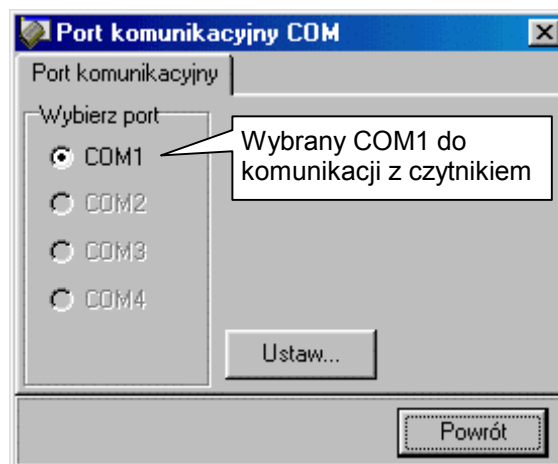 Port komunikacyjny COM
Port komunikacyjny
Wybierz port
COM1
Wybrany COM1 do
komunikacji z czytnikiem
COM2
COM3
COM4
Ustaw...
Powrót